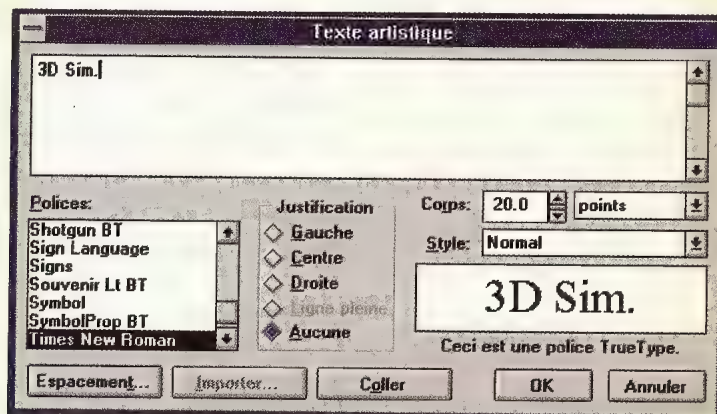 Texte artistique
3D Sim.
Polices:
Shotgun BT
Sign Language
Signs
Souvenir Lt BT
Symbol
SymbolProp BT
Times New Roman
Justification
Gauche
Centre
Droite
Ligne pleine
Aucune
Corps: 20.0 points
Style: Normal
3D Sim.
Ceci est une police TrueType.
Espacement... Importer... Coller OK Annuler